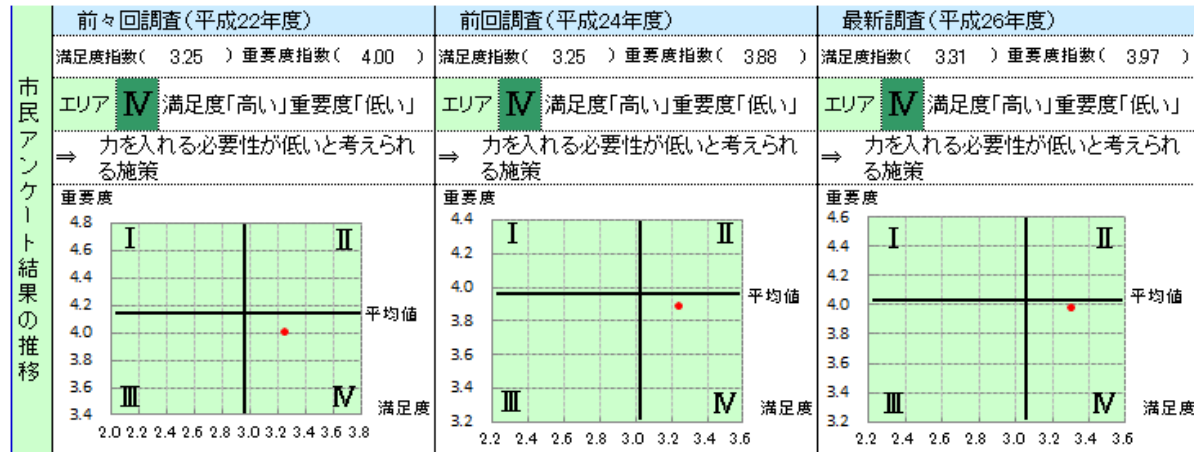 市民アンケート結果の推移
前々回調査(平成22年度)
満足度指数( 3.25 )重要度指数( 4.00 )
エリア Ⅳ 満足度「高い」重要度「低い」
⇒ 力を入れる必要性が低いと考えられ
る施策
重要度
4.8
4.6
4.4
4.2
4.0
3.8
3.6
3.4
Ⅰ Ⅱ
平均値
Ⅲ Ⅳ
満足度
2.0 2.2 2.4 2.6 2.8 3.0 3.2 3.4 3.6 3.8
前回調査(平成24年度)
満足度指数( 3.25 )重要度指数( 3.88 )
エリア Ⅳ 満足度「高い」重要度「低い」
⇒ 力を入れる必要性が低いと考えられ
る施策
重要度
4.4
4.2
4.0
3.8
3.6
3.4
3.2
Ⅰ Ⅱ
平均値
Ⅲ Ⅳ
満足度
2.2 2.4 2.6 2.8 3.0 3.2 3.4 3.6
最新調査(平成26年度)
満足度指数( 3.31 )重要度指数( 3.97 )
エリア Ⅳ 満足度「高い」重要度「低い」
⇒ 力を入れる必要性が低いと考えられ
る施策
重要度
4.6
4.4
4.2
4.0
3.8
3.6
3.4
3.2
Ⅰ Ⅱ
平均値
Ⅲ Ⅳ
満足度
2.2 2.4 2.6 2.8 3.0 3.2 3.4 3.6